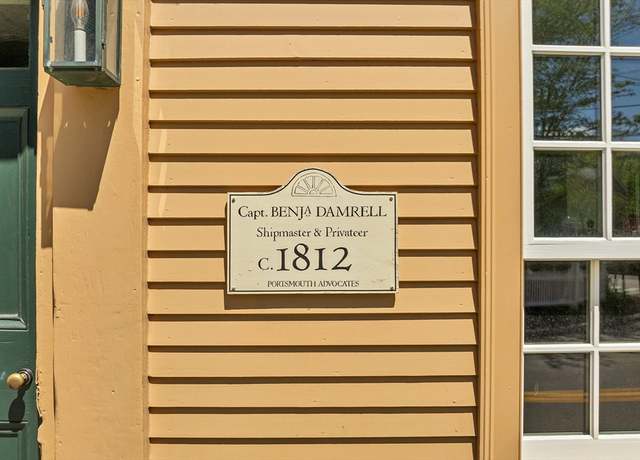 Capt. BENJᴬ DAMRELL
Shipmaster & Privateer
C. 1812
PORTSMOUTH ADVOCATES